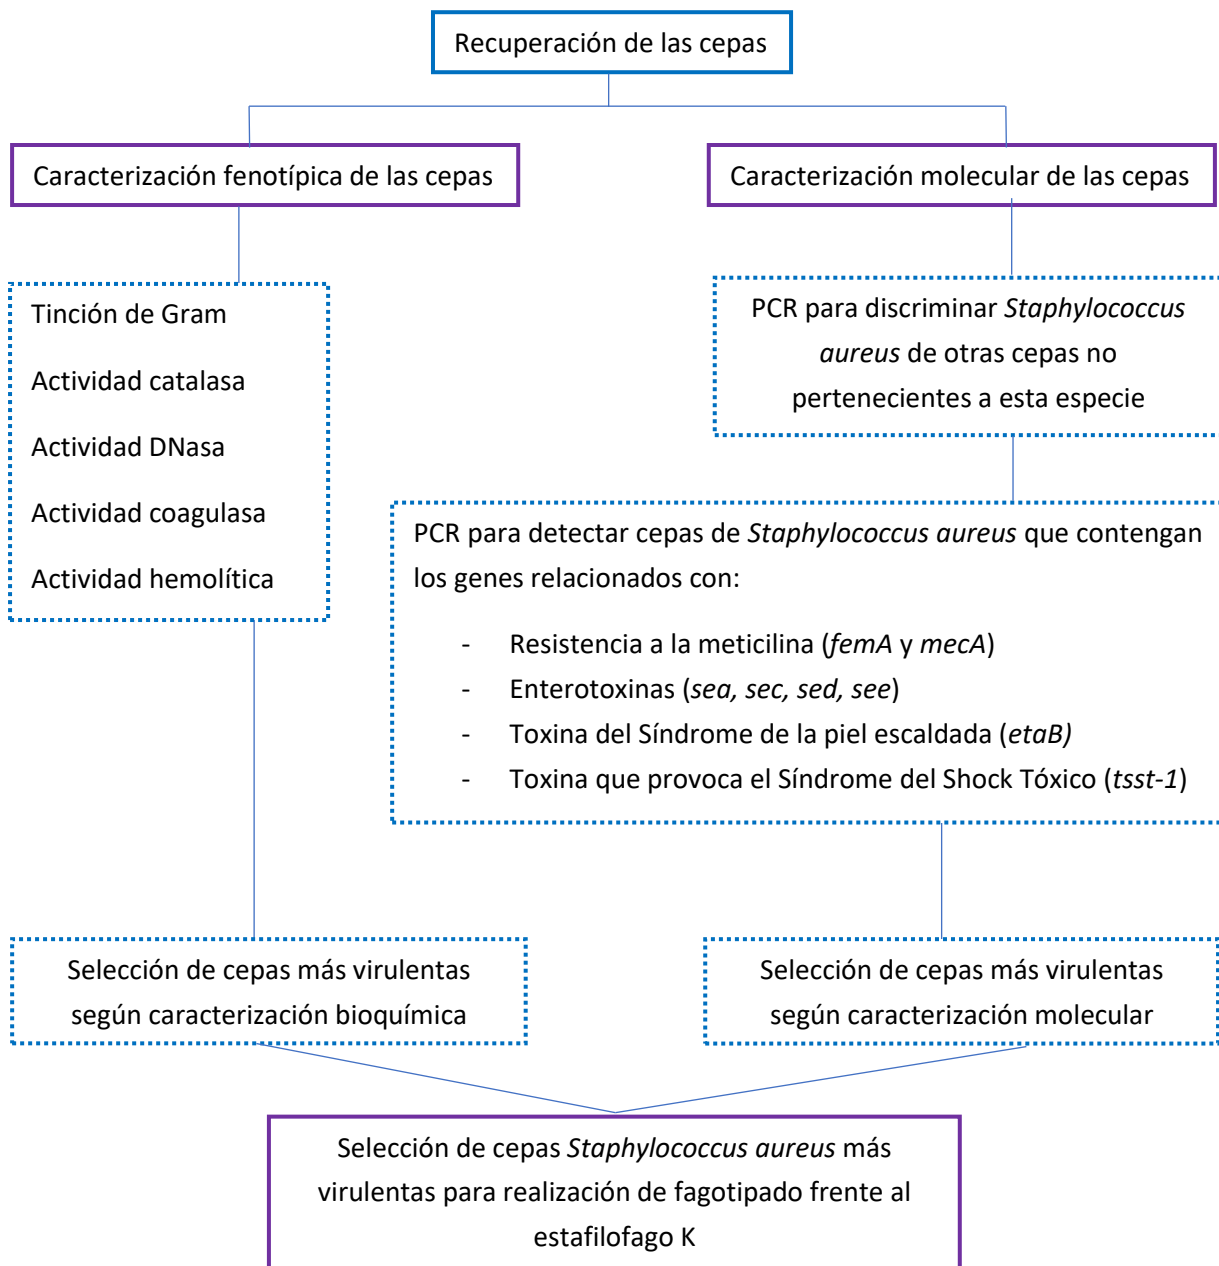 Recuperación de las cepas
Caracterización fenotípica de las cepas
Caracterización molecular de las cepas
Tinción de Gram
Actividad catalasa
Actividad DNasa
Actividad coagulasa
Actividad hemolítica
PCR para discriminar Staphylococcus
aureus de otras cepas no
pertenecientes a esta especie
PCR para detectar cepas de Staphylococcus aureus que contengan
los genes relacionados con:
- Resistencia a la meticilina (femA y mecA)
- Enterotoxinas (sea, sec, sed, see)
- Toxina del Síndrome de la piel escaldada (etaB)
- Toxina que provoca el Síndrome del Shock Tóxico (tsst-1)
Selección de cepas más virulentas
según caracterización bioquímica
Selección de cepas más virulentas
según caracterización molecular
Selección de cepas Staphylococcus aureus más
virulentas para realización de fagotipado frente al
estafilofago K